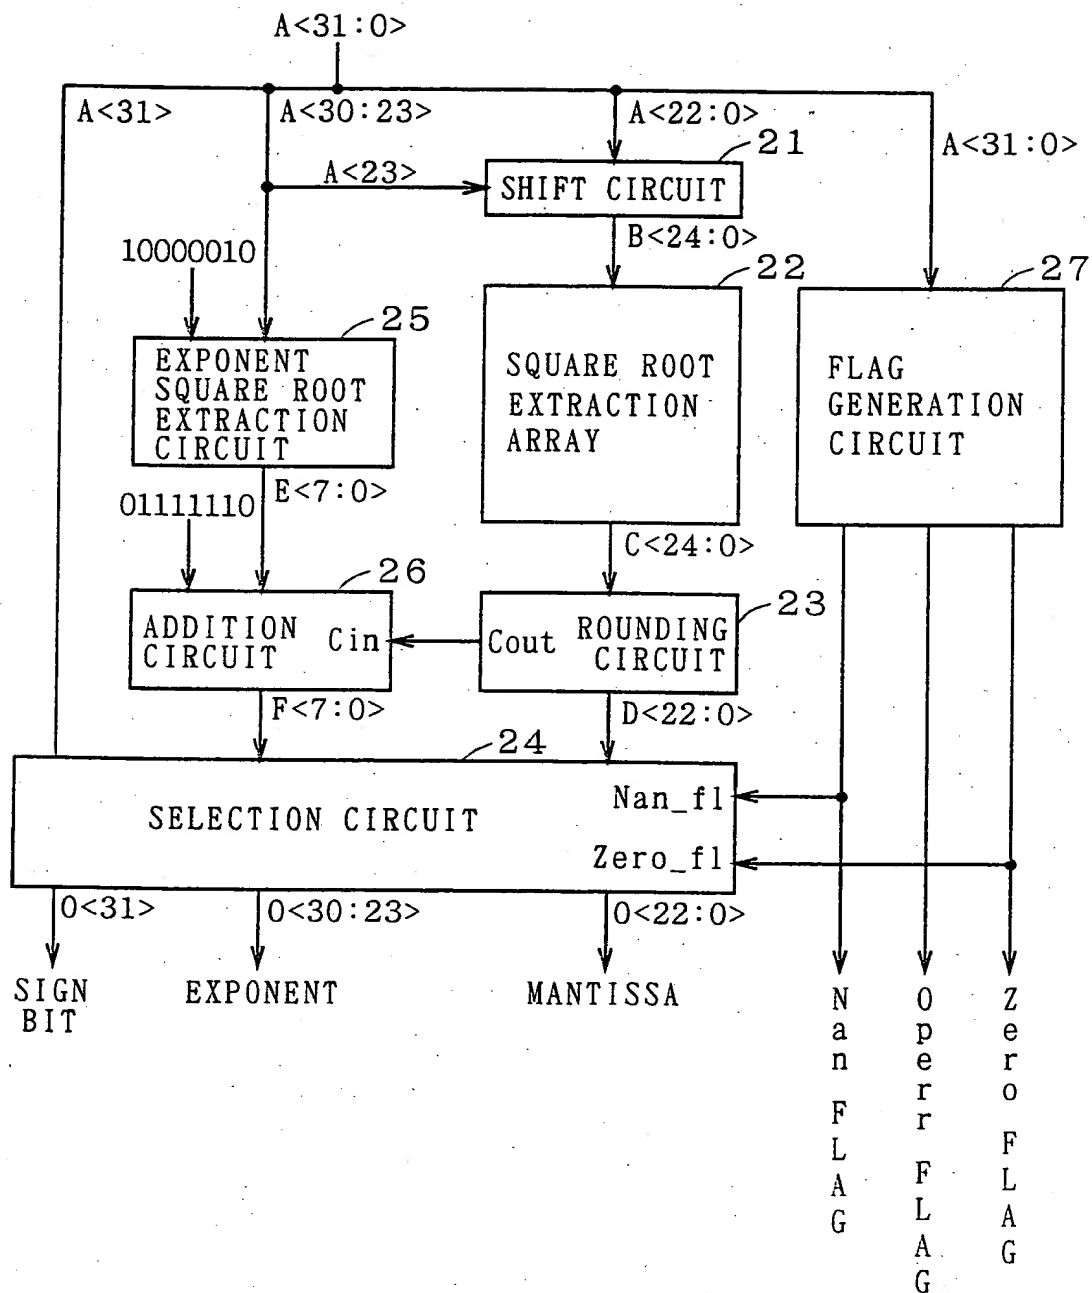 A<31:0>
A<31>
A<30:23>
A<22:0>
A<31:0>
21
A<23>
SHIFT CIRCUIT
B<24:0>
10000010
22
27
25
EXPONENT
SQUARE ROOT
EXTRACTION
CIRCUIT
SQUARE ROOT
EXTRACTION
ARRAY
FLAG
GENERATION
CIRCUIT
E<7:0>
01111110
C<24:0>
26
23
ADDITION
CIRCUIT
Cin
Cout
ROUNDING
CIRCUIT
F<7:0>
D<22:0>
24
SELECTION CIRCUIT
Nan_fl
Zero_fl
O<31>
O<30:23>
O<22:0>
SIGN
BIT
EXPONENT
MANTISSA
Nan FLAG
Operr FLAG
Zero FLAG